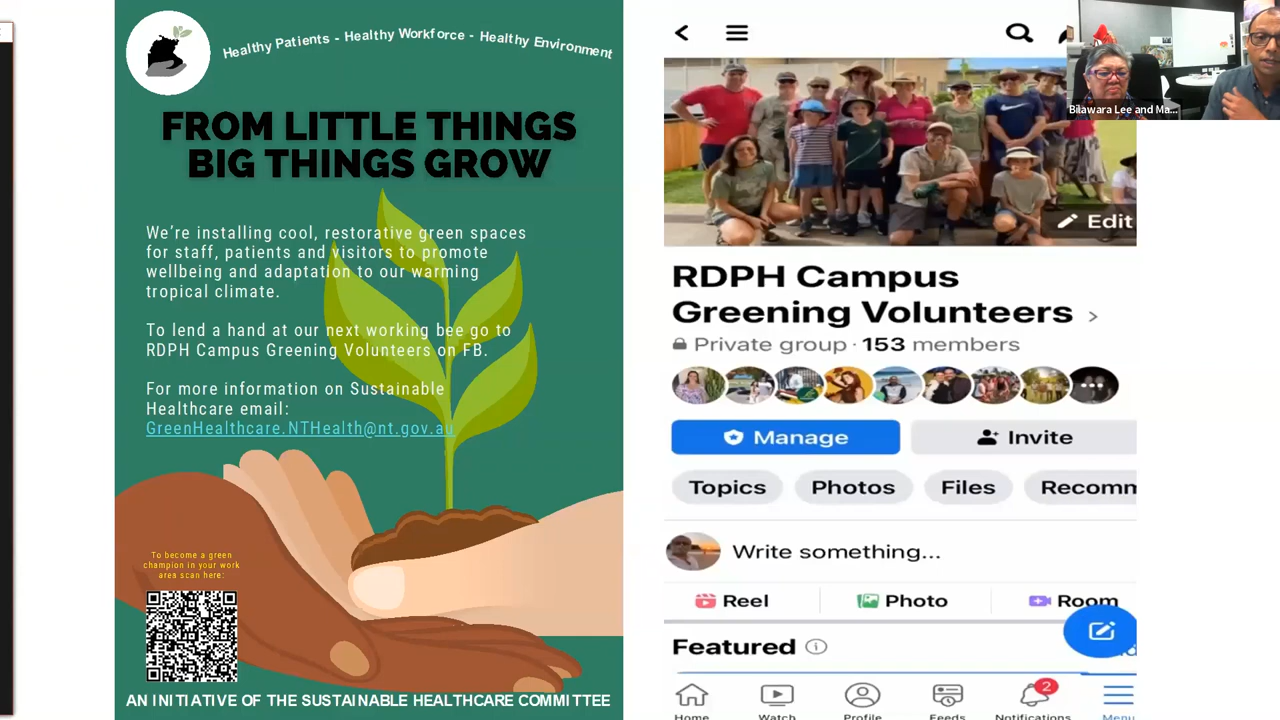 Healthy Patients - Healthy Workforce - Healthy Environment
FROM LITTLE THINGS
BIG THINGS GROW
We're installing cool, restorative green spaces
for staff, patients and visitors to promote
wellbeing and adaptation to our warming
tropical climate.
To lend a hand at our next working bee go to
RDPH Campus Greening Volunteers on FB.
For more information on Sustainable
Healthcare email:
GreenHealthcare.NTHealth@nt.gov.au
To become a green
champion in your work
area scan here:
AN INITIATIVE OF THE SUSTAINABLE HEALTHCARE COMMITTEE
Edit
RDPH Campus
Greening Volunteers
Private group · 153 members
Manage
Invite
Topics
Photos
Files
Recomm
Write something...
Reel
Photo
Room
Featured
Home
Watch
Profile
Feeds
2
Notifications
Menu
Bilawara Lee and Ma...